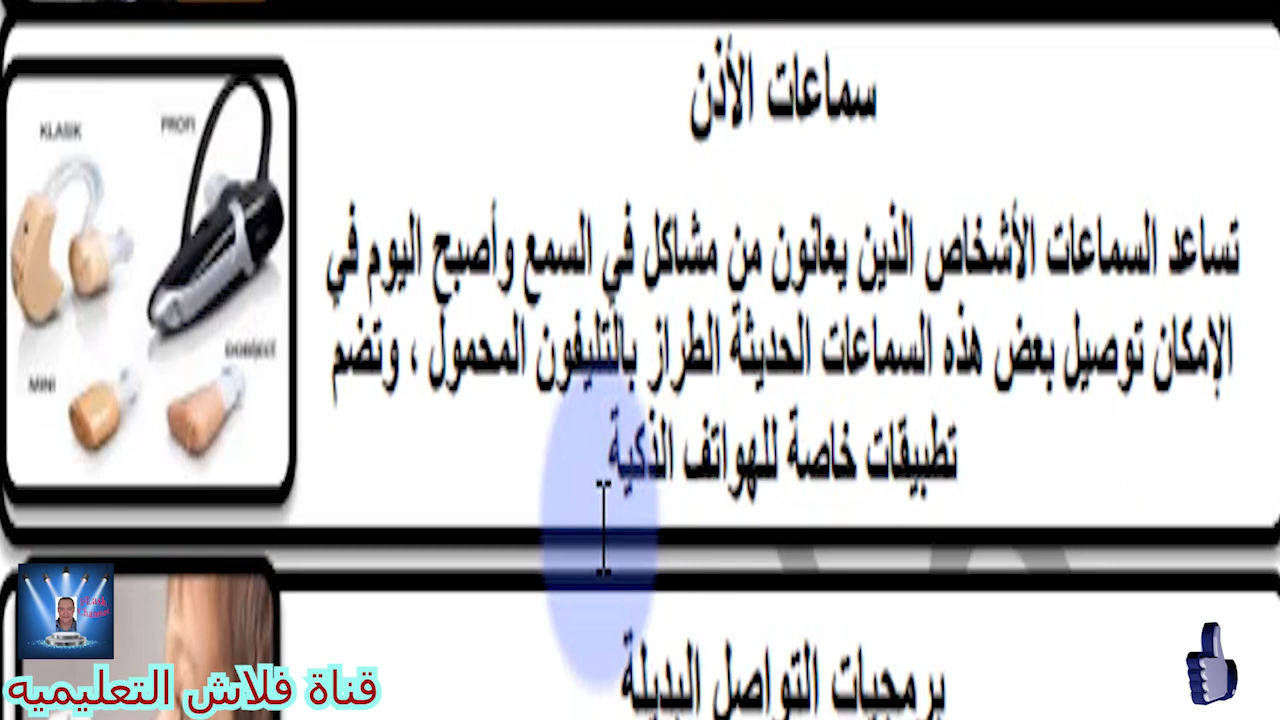 سماعات الأذن
تساعد السماعات الأشخاص الذين يعانون من مشاكل في السمع وأصبح اليوم في
الإمكان توصيل بعض هذه السماعات الحديثة الطراز بالتليفون المحمول ، وتضم
تطبيقات خاصة للهواتف الذكية
KLASIK
PROFI
MINI
برمجيات التواصل البديلة
قناة فلاش التعليميه